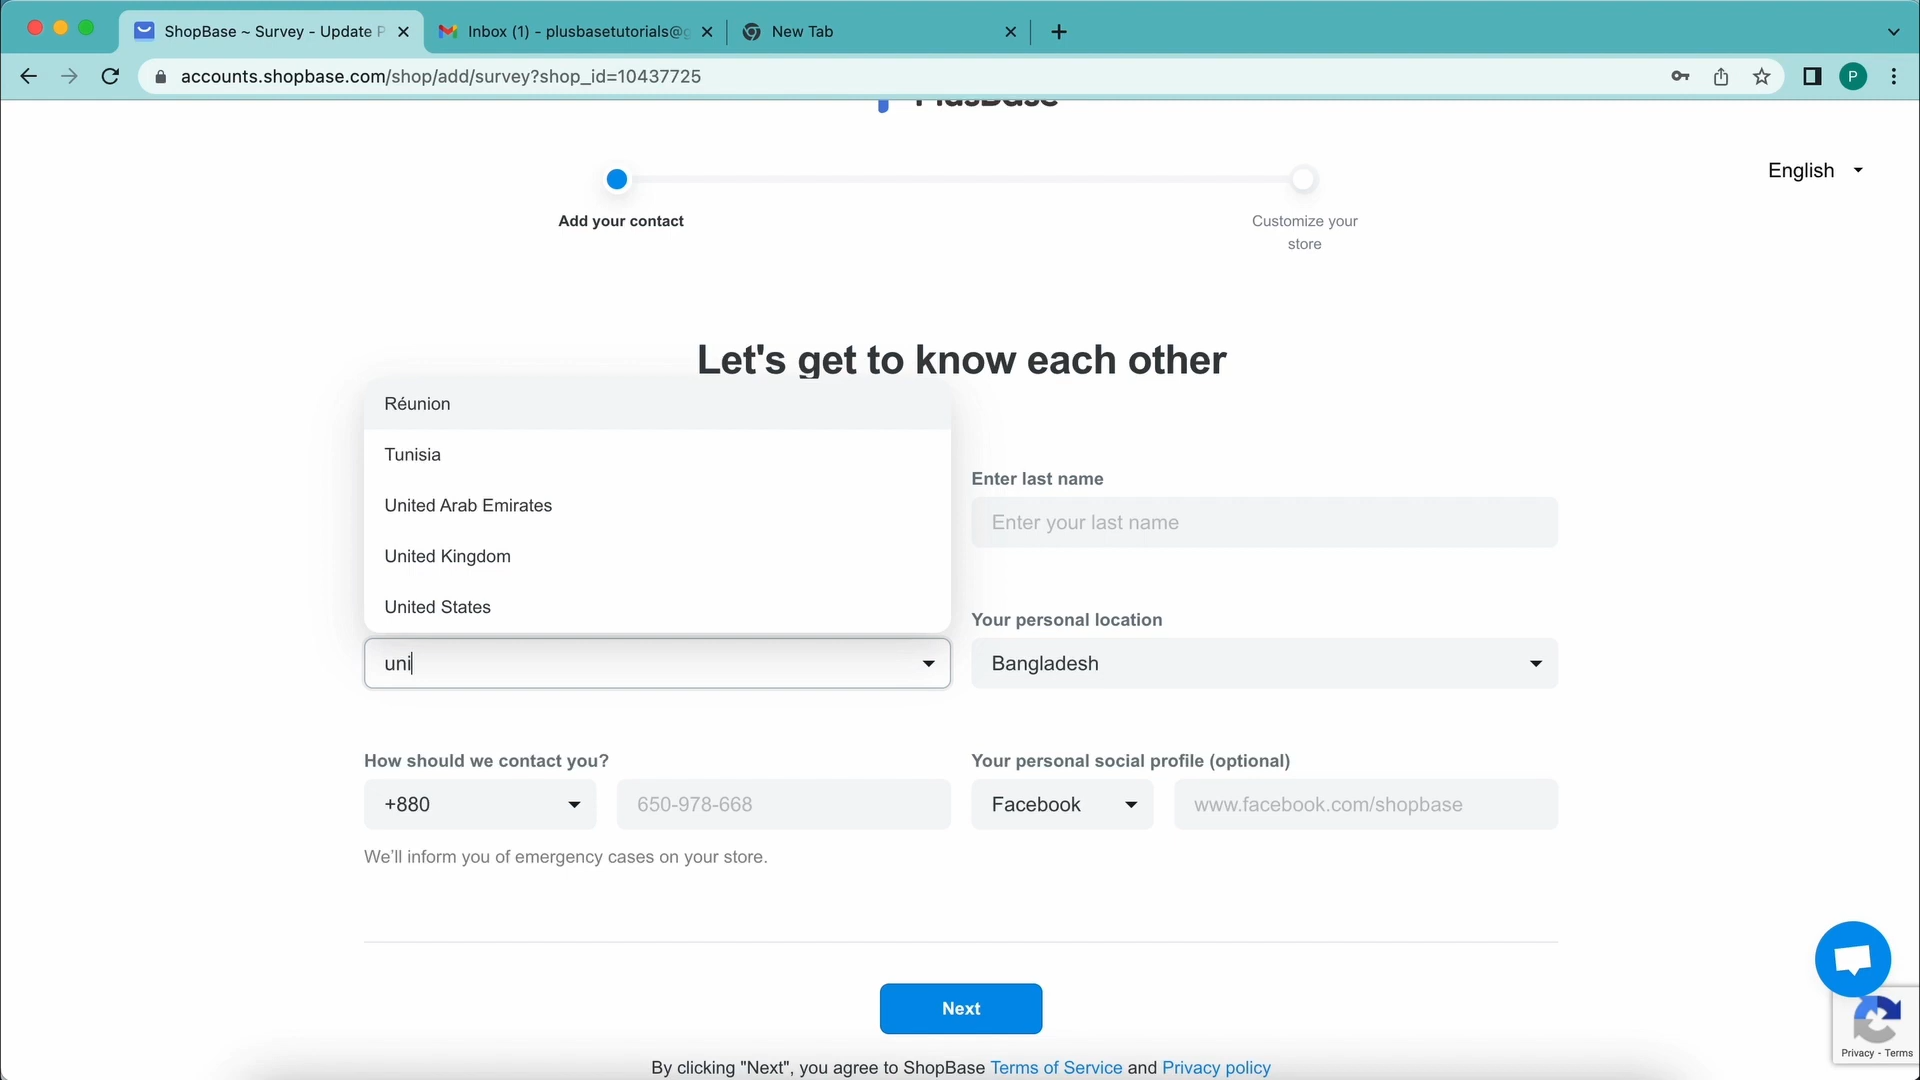 ShopBase ~ Survey - Update P
Inbox (1) - plusbasetutorials@g
New Tab
accounts.shopbase.com/shop/add/survey?shop_id=10437725
P
PlusBase
English
Add your contact
Customize your
store
Let's get to know each other
Réunion
Tunisia
United Arab Emirates
United Kingdom
United States
Enter last name
Enter your last name
Your personal location
uni
Bangladesh
How should we contact you?
Your personal social profile (optional)
+880
650-978-668
Facebook
www.facebook.com/shopbase
We'll inform you of emergency cases on your store.
Next
Privacy - Terms
By clicking "Next", you agree to ShopBase Terms of Service and Privacy policy